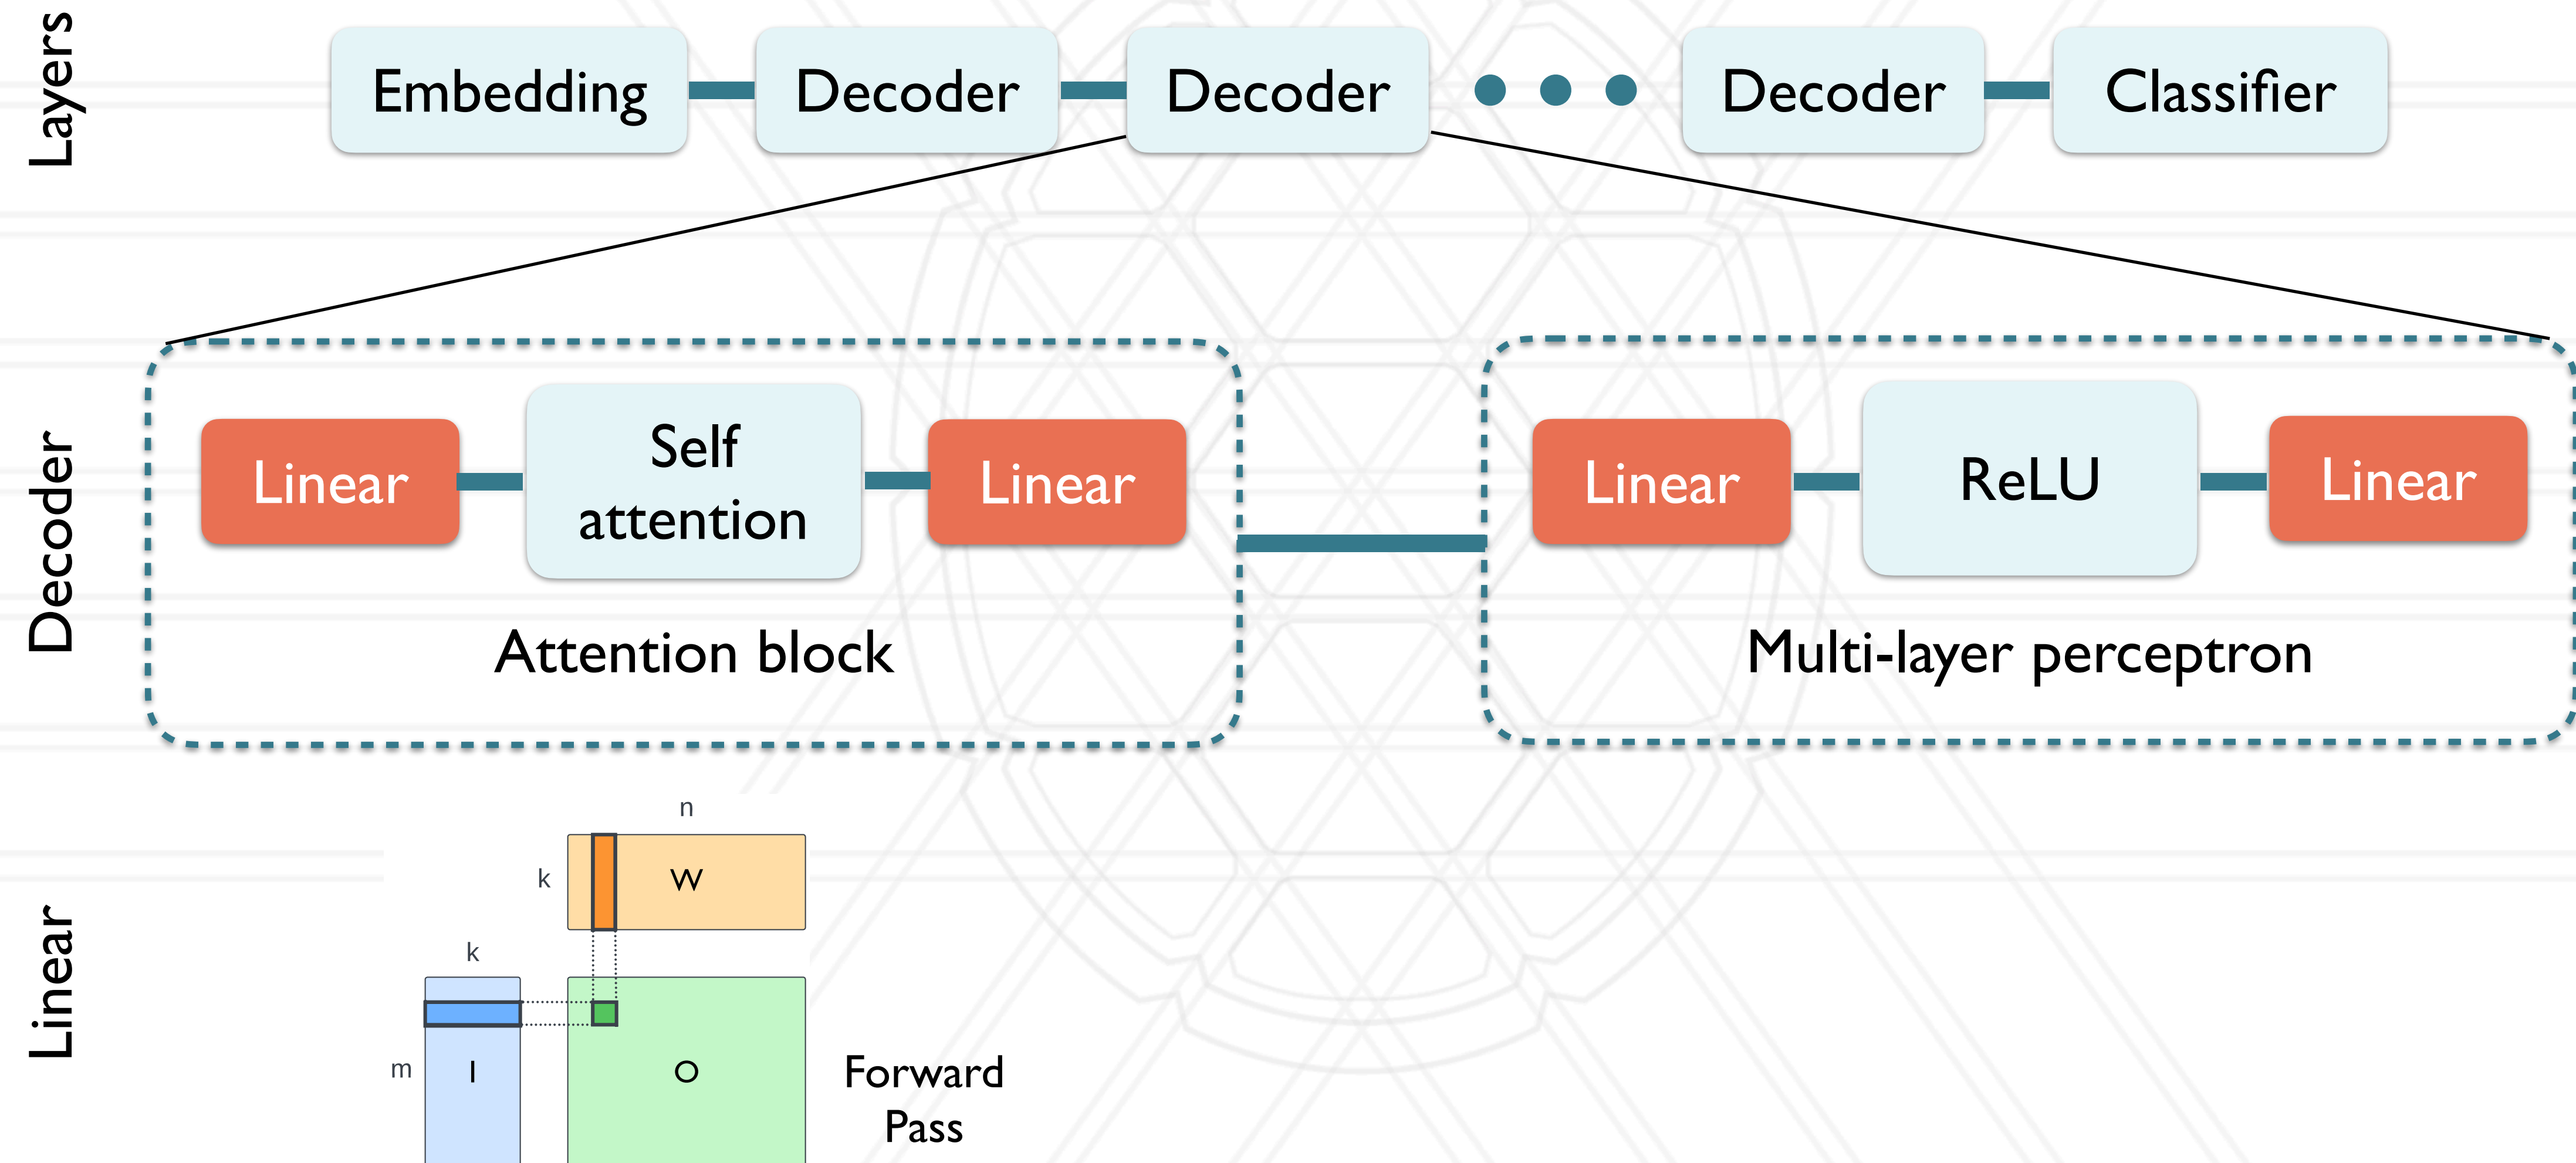 Layers
Embedding
Decoder
Decoder
Decoder
Classifier
Decoder
Linear
Self
attention
Linear
Attention block
Linear
ReLU
Linear
Multi-layer perceptron
Linear
n
k
W
k
m
I
O
Forward
Pass